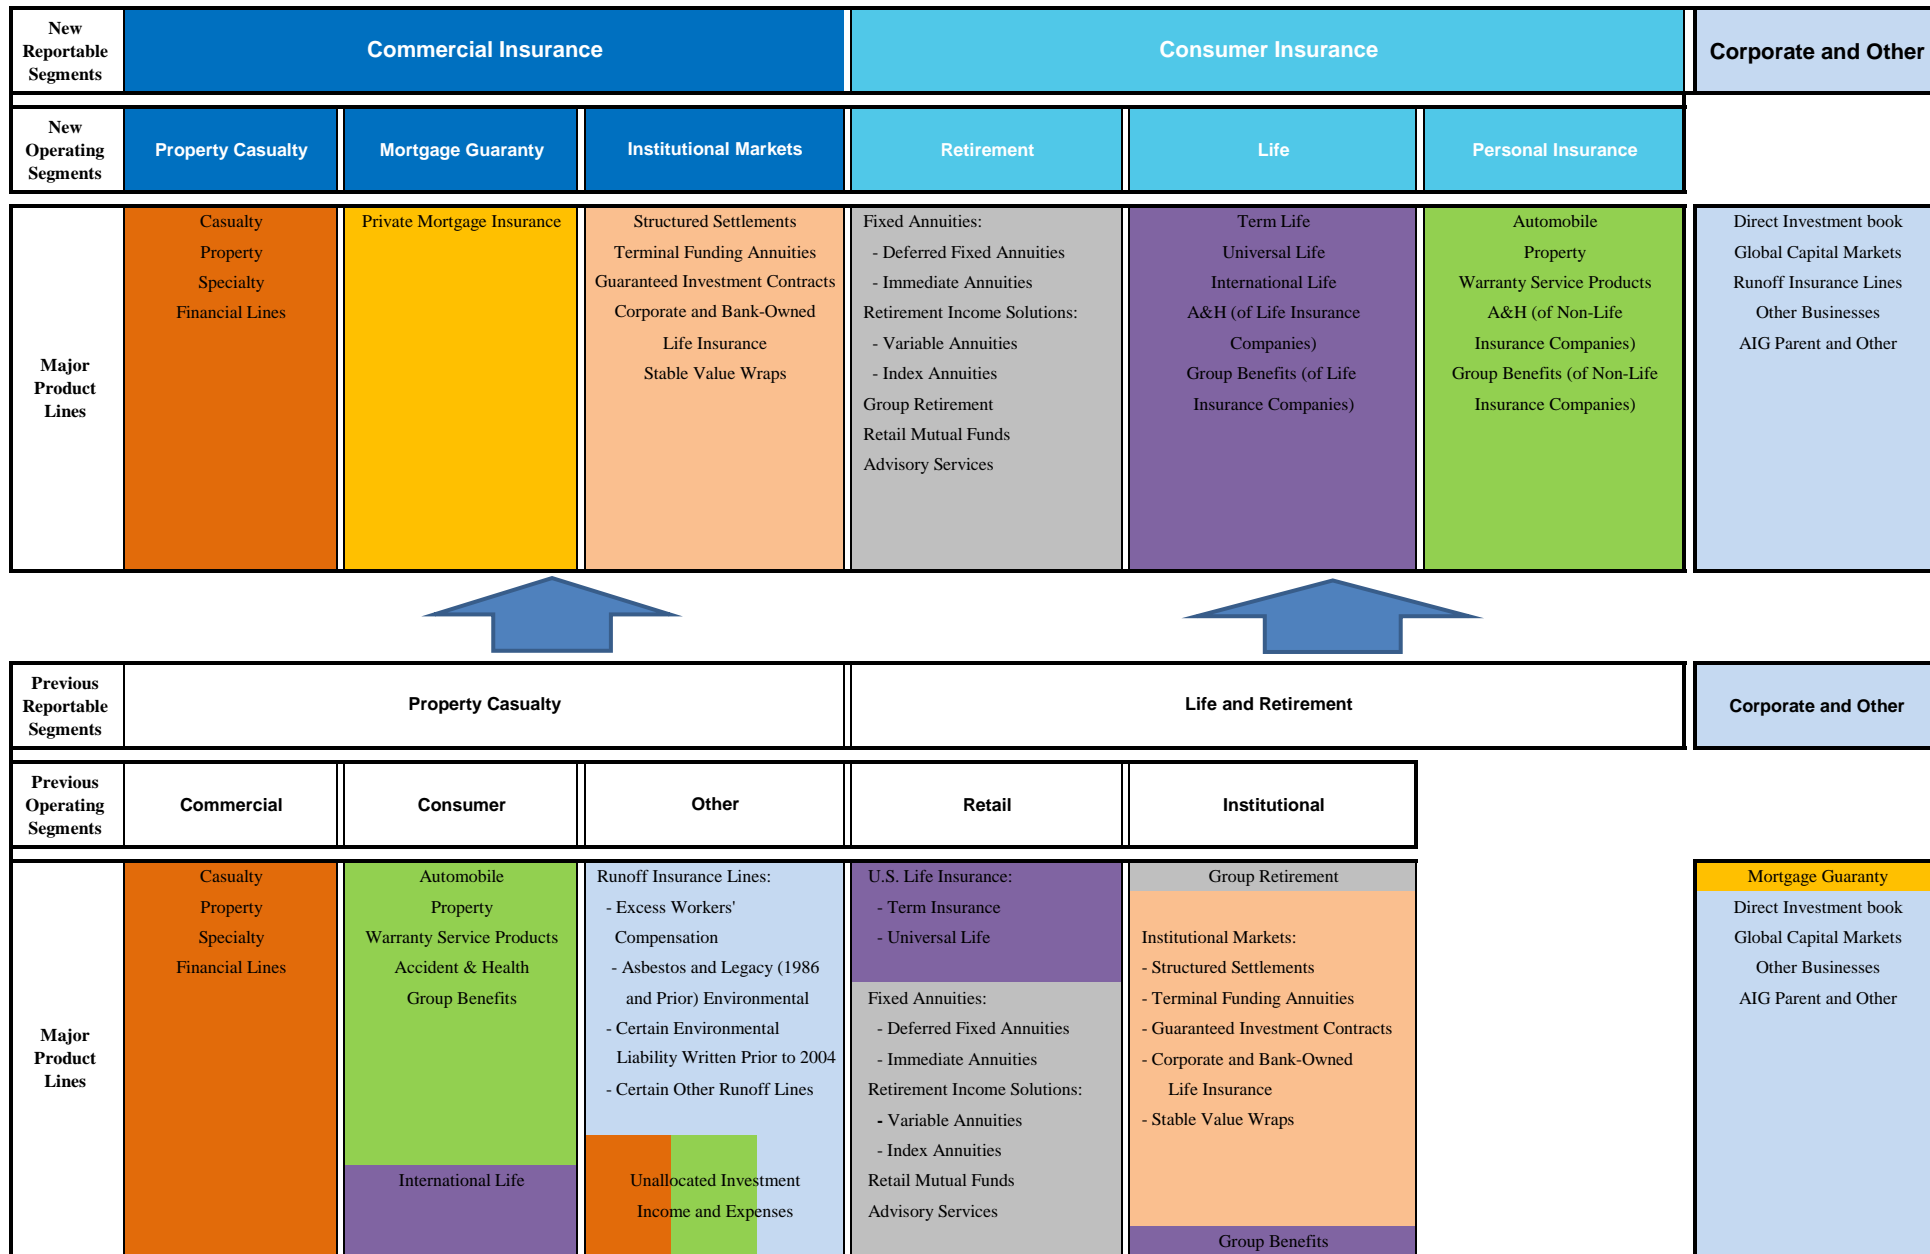 New
Reportable
Segments
Commercial Insurance
Consumer Insurance
Corporate and Other
New
Operating
Segments
Property Casualty
Mortgage Guaranty
Institutional Markets
Retirement
Life
Personal Insurance
Major
Product
Lines
Casualty
Property
Specialty
Financial Lines
Private Mortgage Insurance
Structured Settlements
Terminal Funding Annuities
Guaranteed Investment Contracts
Corporate and Bank-Owned
Life Insurance
Stable Value Wraps
Fixed Annuities:
- Deferred Fixed Annuities
- Immediate Annuities
Retirement Income Solutions:
- Variable Annuities
- Index Annuities
Group Retirement
Retail Mutual Funds
Advisory Services
Term Life
Universal Life
International Life
A&H (of Life Insurance
Companies)
Group Benefits (of Life
Insurance Companies)
Automobile
Property
Warranty Service Products
A&H (of Non-Life
Insurance Companies)
Group Benefits (of Non-Life
Insurance Companies)
Direct Investment book
Global Capital Markets
Runoff Insurance Lines
Other Businesses
AIG Parent and Other
Previous
Reportable
Segments
Property Casualty
Life and Retirement
Corporate and Other
Previous
Operating
Segments
Commercial
Consumer
Other
Retail
Institutional
Major
Product
Lines
Casualty
Property
Specialty
Financial Lines
Automobile
Property
Warranty Service Products
Accident & Health
Group Benefits
International Life
Runoff Insurance Lines:
- Excess Workers'
Compensation
- Asbestos and Legacy (1986
and Prior) Environmental
- Certain Environmental
Liability Written Prior to 2004
- Certain Other Runoff Lines
Unallocated Investment
Income and Expenses
U.S. Life Insurance:
- Term Insurance
- Universal Life
Fixed Annuities:
- Deferred Fixed Annuities
- Immediate Annuities
Retirement Income Solutions:
- Variable Annuities
- Index Annuities
Retail Mutual Funds
Advisory Services
Group Retirement
Institutional Markets:
- Structured Settlements
- Terminal Funding Annuities
- Guaranteed Investment Contracts
- Corporate and Bank-Owned
Life Insurance
- Stable Value Wraps
Group Benefits
Mortgage Guaranty
Direct Investment book
Global Capital Markets
Other Businesses
AIG Parent and Other